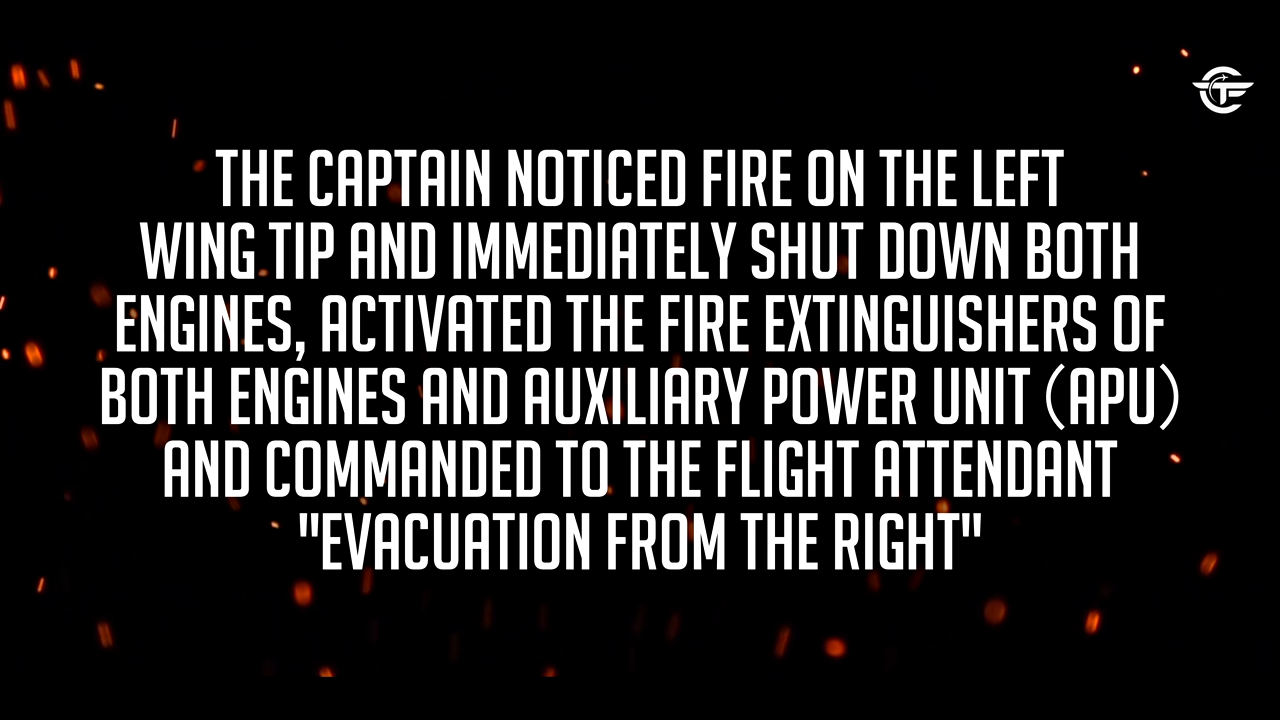 THE CAPTAIN NOTICED FIRE ON THE LEFT
WING TIP AND IMMEDIATELY SHUT DOWN BOTH
ENGINES, ACTIVATED THE FIRE EXTINGUISHERS OF
BOTH ENGINES AND AUXILIARY POWER UNIT (APU)
AND COMMANDED TO THE FLIGHT ATTENDANT
"EVACUATION FROM THE RIGHT"